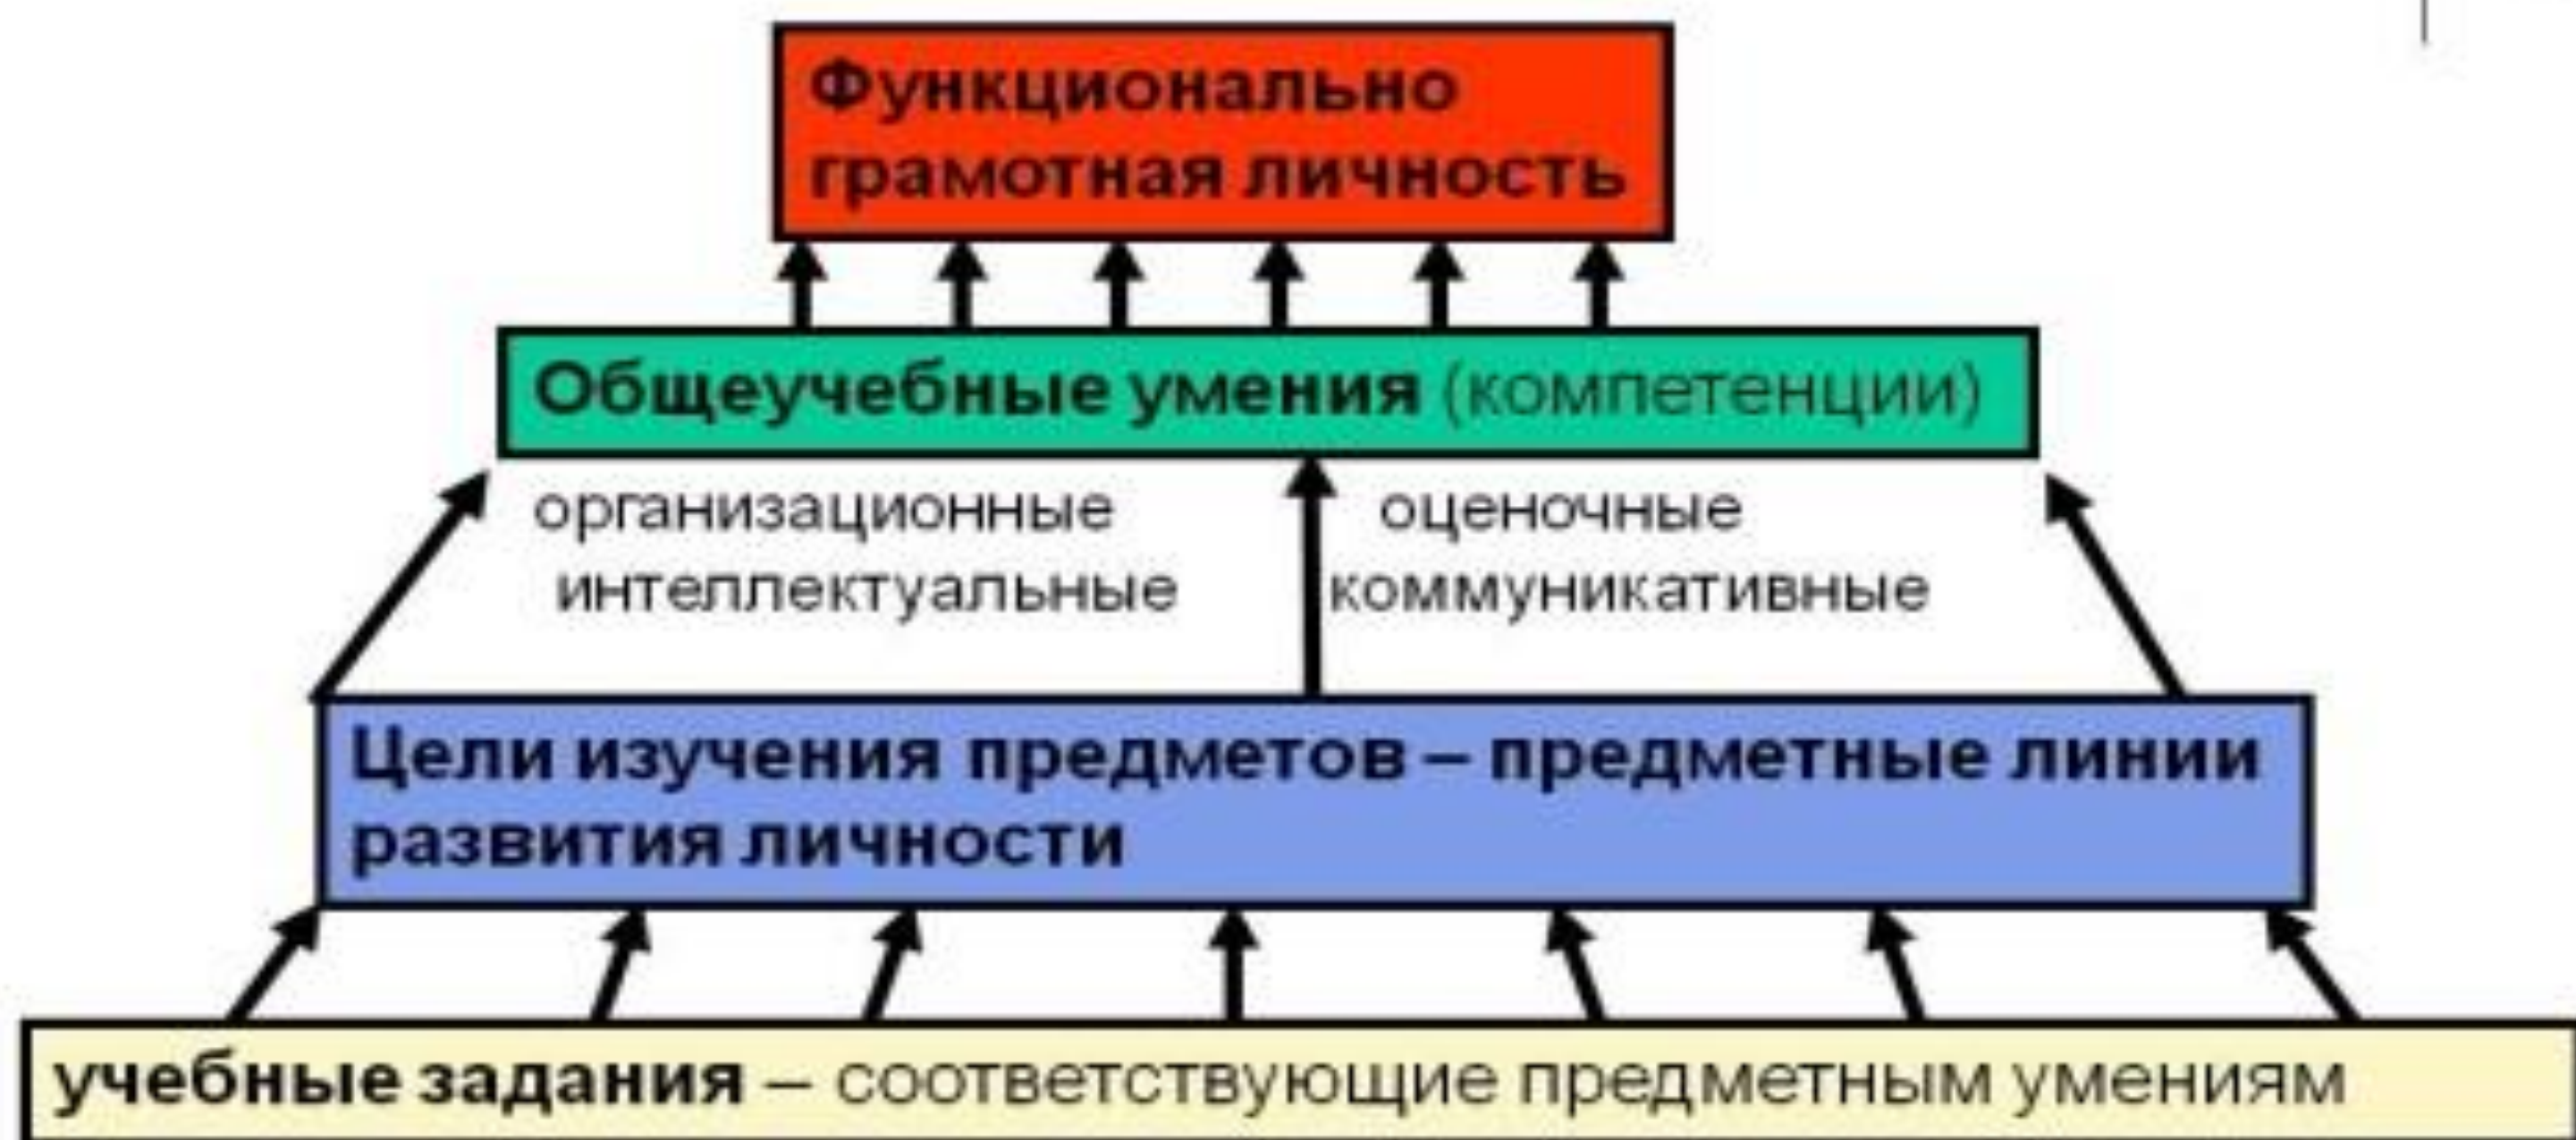 Функционально
грамотная личность
Общеучебные умения (компетенции)
организационные оценочные
интеллектуальные коммуникативные
Цели изучения предметов – предметные линии
развития личности
учебные задания – соответствующие предметным умениям